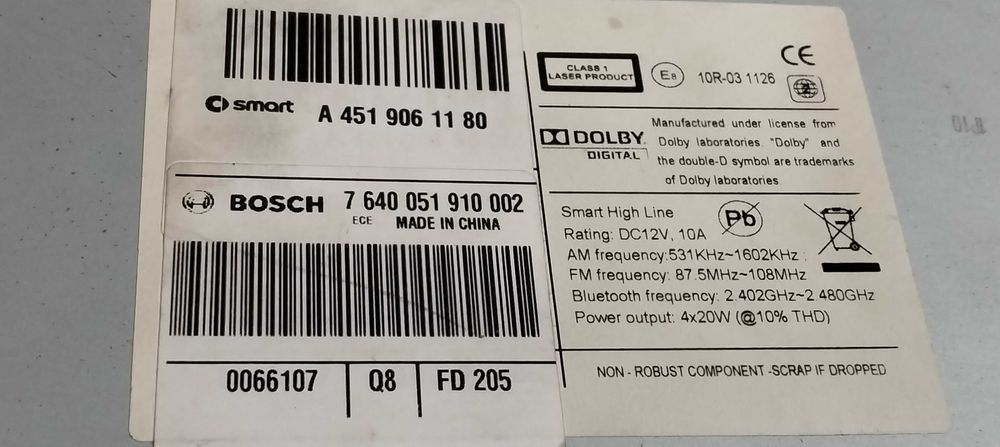 smart A 451 906 11 80
BOSCH 7 640 051 910 002
ECE MADE IN CHINA
0066107 Q8 FD 205
CE
CLASS 1
LASER PRODUCT
E8 10R-03 1126
DOLBY
DIGITAL
Manufactured under license from
Dolby laboratories. "Dolby" and
the double-D symbol are trademarks
of Dolby laboratories.
Smart High Line
Pb
Rating: DC12V, 10A
AM frequency:531KHz~1602KHz
FM frequency: 87.5MHz~108MHz
Bluetooth frequency: 2.402GHz~2.480GHz
Power output: 4x20W (@10% THD)
NON - ROBUST COMPONENT -SCRAP IF DROPPED